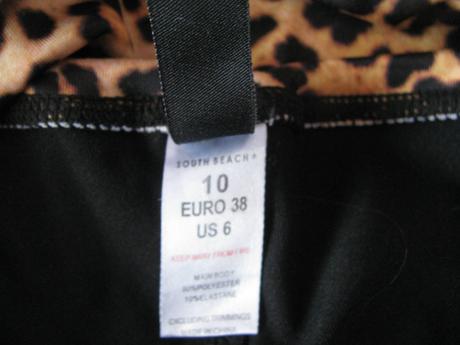 SOUTH BEACH
10
EURO 38
US 6
KEEP AWAY FROM FIRE
MAIN BODY
90%POLYESTER
10%ELASTANE
EXCLUDING TRIMMINGS
MADE IN CHINA